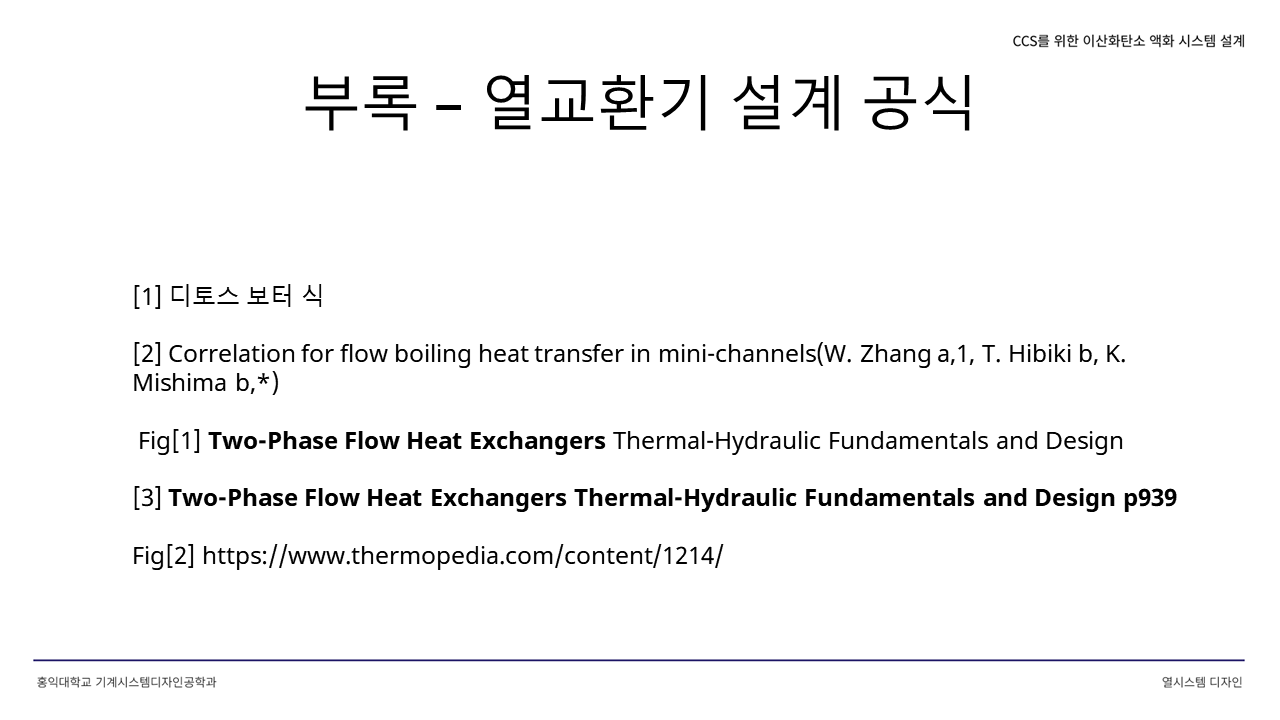 CCS를 위한 이산화탄소 액화 시스템 설계
부록 – 열교환기 설계 공식
[1] 디토스 보터 식
[2] Correlation for flow boiling heat transfer in mini-channels(W. Zhang a,1, T. Hibiki b, K.
Mishima b,*)
Fig[1] Two-Phase Flow Heat Exchangers Thermal-Hydraulic Fundamentals and Design
[3] Two-Phase Flow Heat Exchangers Thermal-Hydraulic Fundamentals and Design p939
Fig[2] https://www.thermopedia.com/content/1214/
홍익대학교 기계시스템디자인공학과
열시스템 디자인